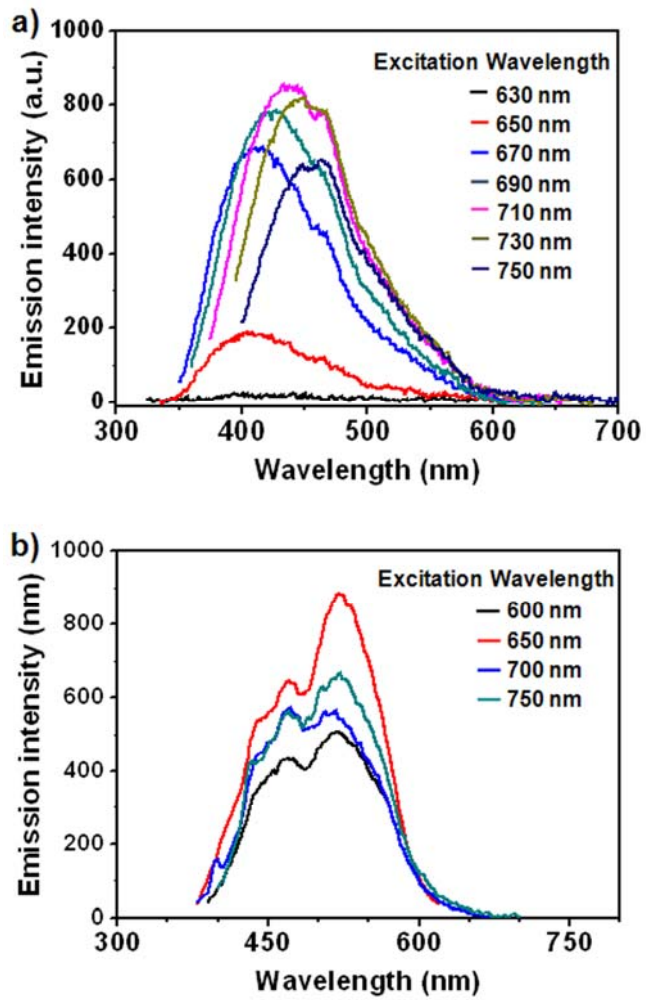 a)
1000
800
600
400
200
0
Emission intensity (a.u.)
Excitation Wavelength
630 nm
650 nm
670 nm
690 nm
710 nm
730 nm
750 nm
300 400 500 600 700
Wavelength (nm)
b)
1000
800
600
400
200
0
Emission intensity (nm)
Excitation Wavelength
600 nm
650 nm
700 nm
750 nm
300 450 600 750
Wavelength (nm)